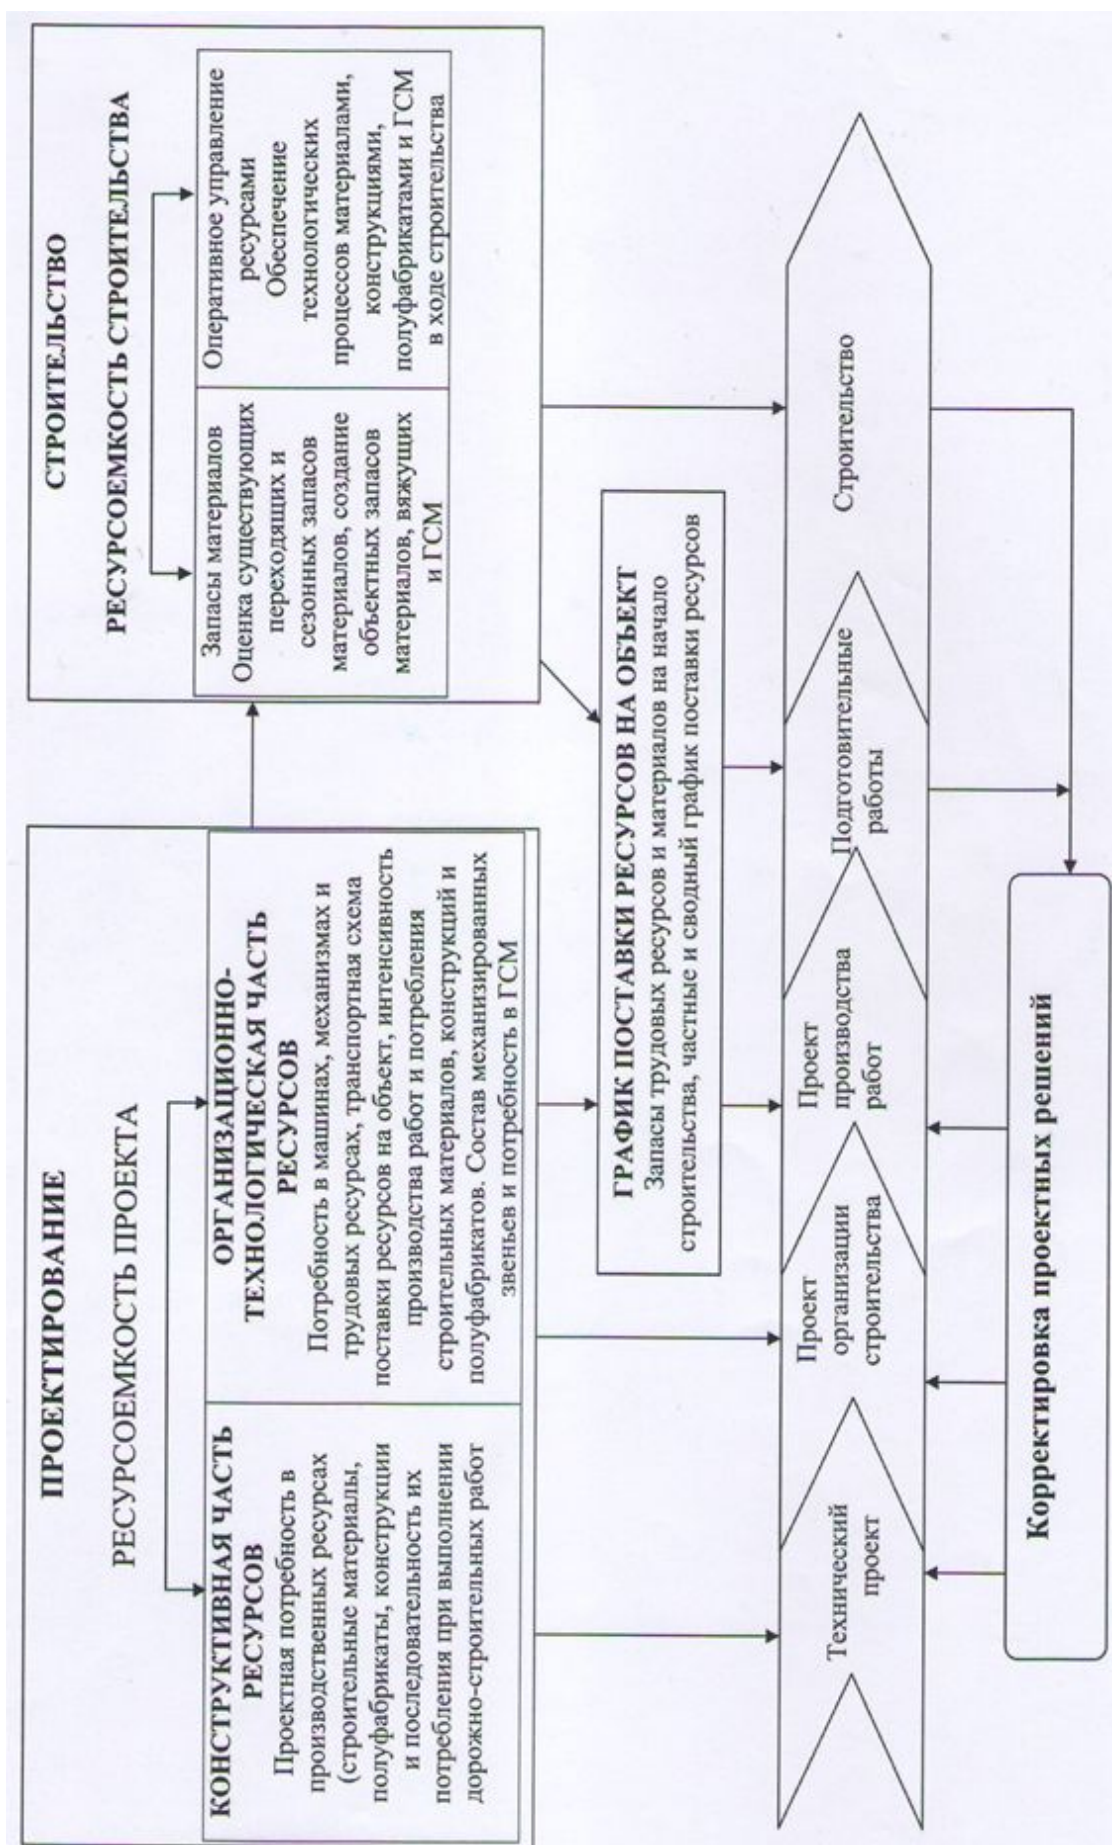 ПРОЕКТИРОВАНИЕ
РЕСУРСОЕМКОСТЬ ПРОЕКТА
КОНСТРУКТИВНАЯ ЧАСТЬ
РЕСУРСОВ
Проектная потребность в
производственных ресурсах
(строительные материалы,
полуфабрикаты, конструкции
и последовательность их
потребления при выполнении
дорожно-строительных работ
ОРГАНИЗАЦИОННО-
ТЕХНОЛОГИЧЕСКАЯ ЧАСТЬ
РЕСУРСОВ
Потребность в машинах, механизмах и
трудовых ресурсах, транспортная схема
поставки ресурсов на объект, интенсивность
производства работ и потребления
строительных материалов, конструкций и
полуфабрикатов. Состав механизированных
звеньев и потребность в ГСМ
СТРОИТЕЛЬСТВО
РЕСУРСОЕМКОСТЬ СТРОИТЕЛЬСТВА
Запасы материалов
Оценка существующих
переходящих и
сезонных запасов
материалов, создание
объектных запасов
материалов, вяжущих
и ГСМ
Оперативное управление
ресурсами
Обеспечение
технологических
процессов материалами,
конструкциями,
полуфабрикатами и ГСМ
в ходе строительства
ГРАФИК ПОСТАВКИ РЕСУРСОВ НА ОБЪЕКТ
Запасы трудовых ресурсов и материалов на начало
строительства, частные и сводный график поставки ресурсов
Технический
проект
Проект
организации
строительства
Проект
производства
работ
Подготовительные
работы
Строительство
Корректировка проектных решений